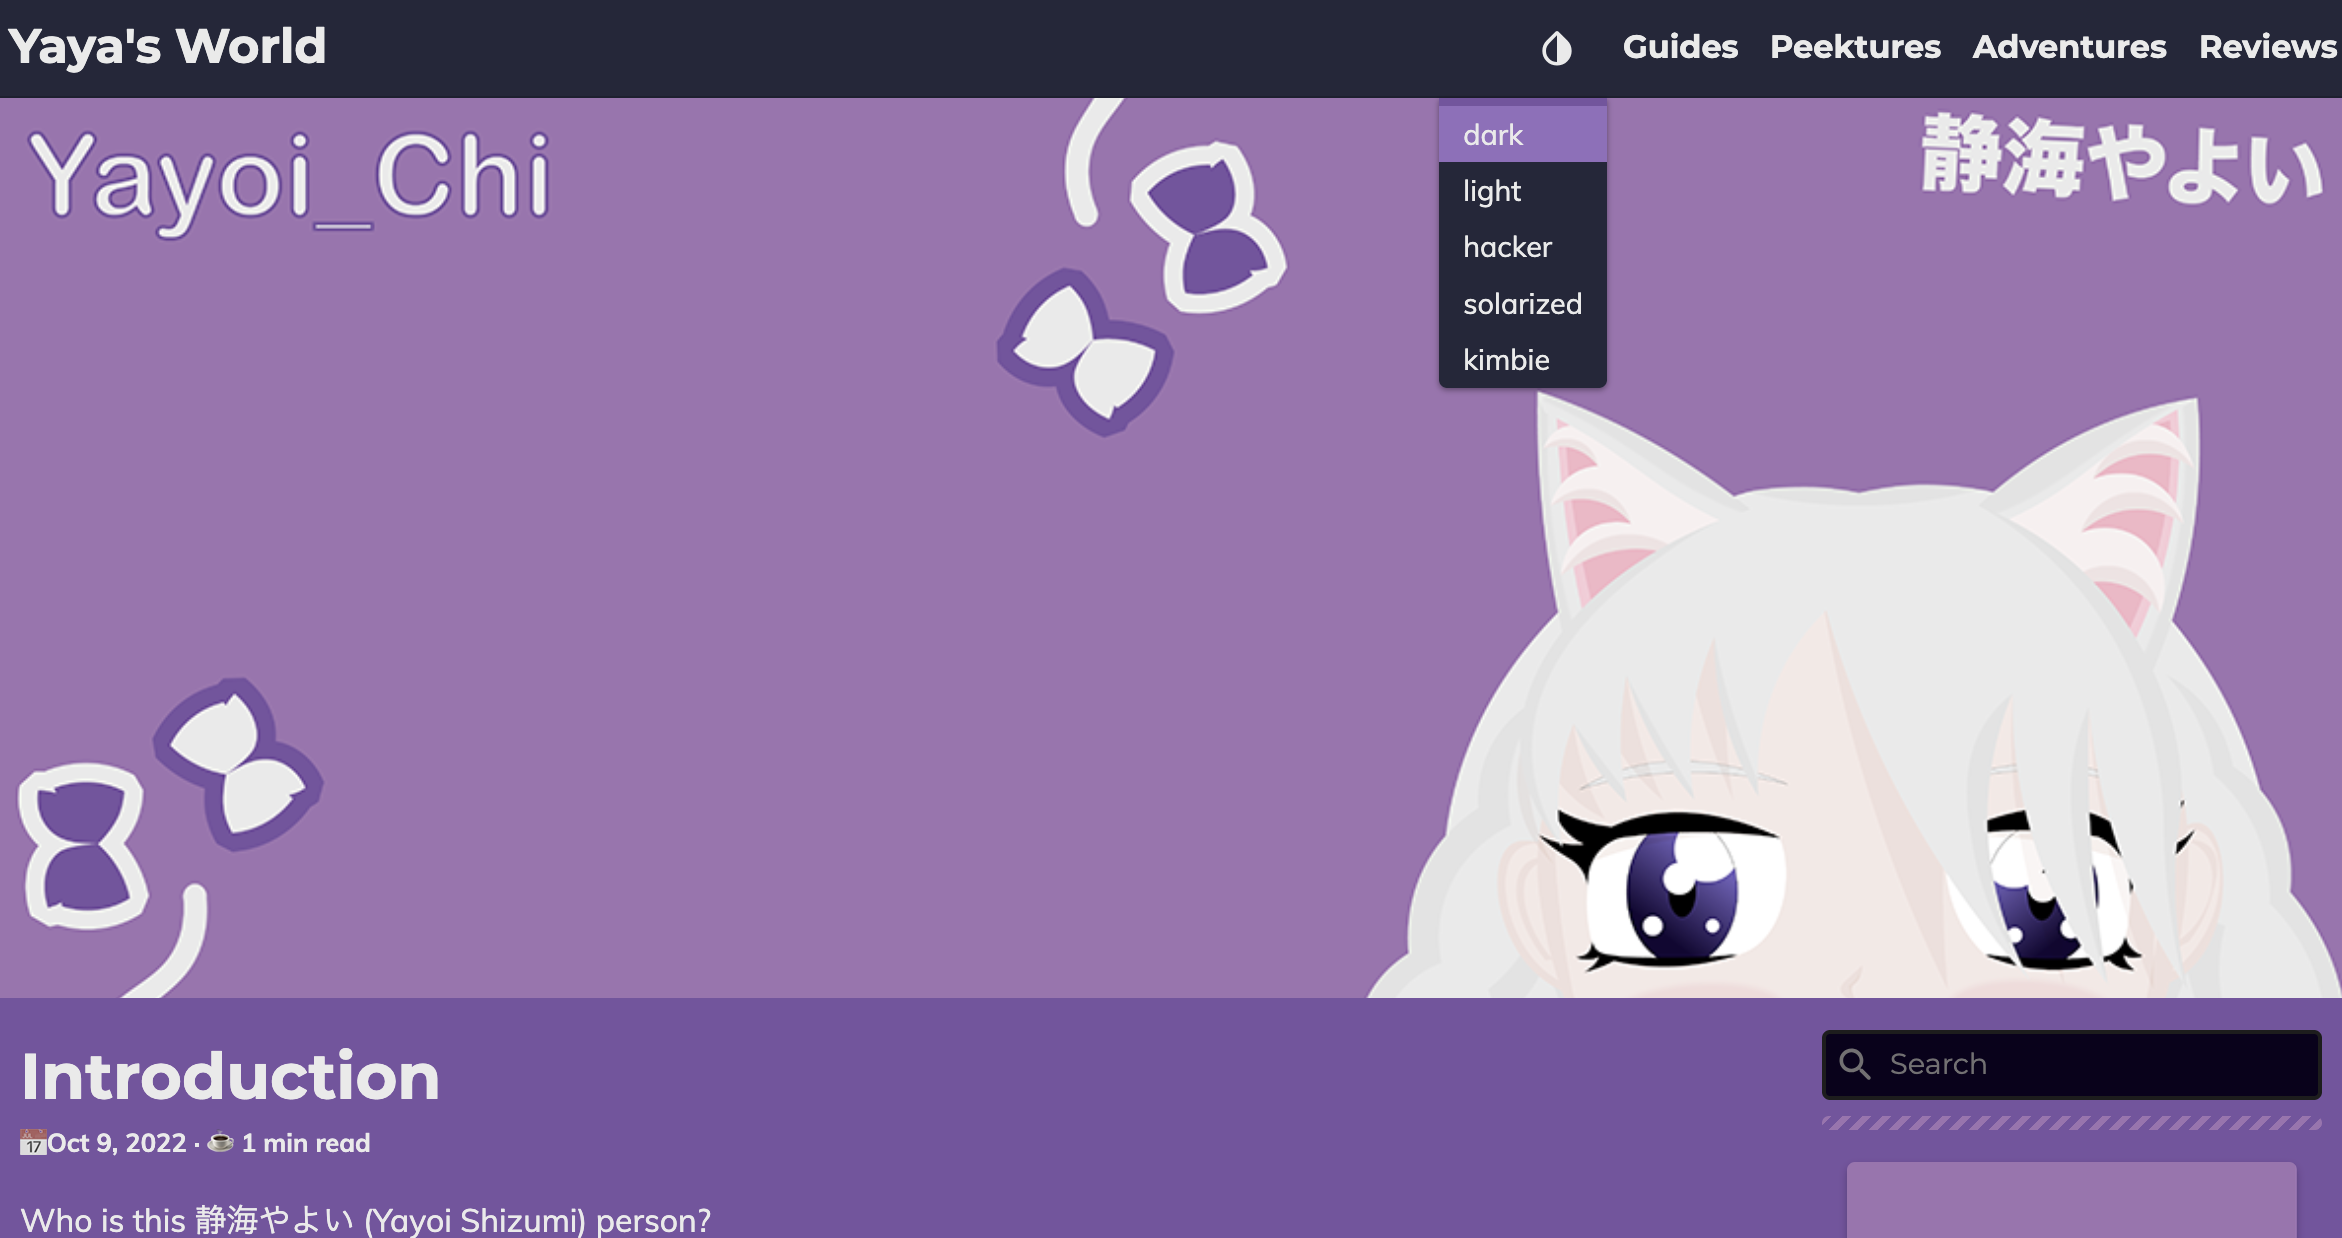 Yaya's World
Guides Peektures Adventures Reviews
Yayoi_Chi
静海やよい
dark
light
hacker
solarized
kimbie
Introduction
Search
📅Oct 9, 2022 · ☕ 1 min read
Who is this 静海やよい (Yayoi Shizumi) person?